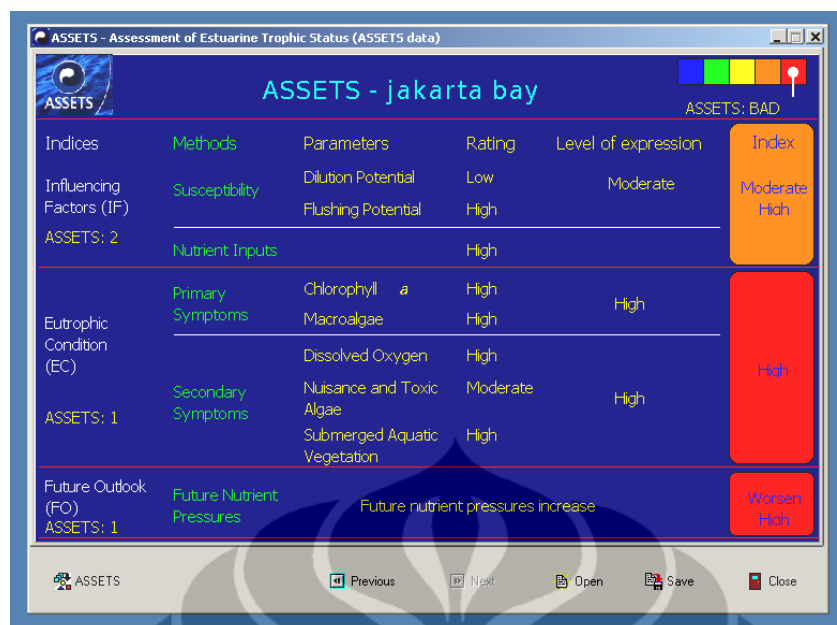 ASSETS - Assessment of Estuarine Trophic Status (ASSETS data)
ASSETS
ASSETS - jakarta bay
ASSETS: BAD
Indices Methods Parameters Rating Level of expression Index
Influencing Factors (IF)
ASSETS: 2
Susceptibility
Dilution Potential Low
Flushing Potential High
Moderate
Moderate High
Nutrient Inputs High
Eutrophic Condition (EC)
ASSETS: 1
Primary Symptoms
Chlorophyll a High
Macroalgae High
High
Secondary Symptoms
Dissolved Oxygen High
Nuisance and Toxic Algae Moderate
Submerged Aquatic Vegetation High
High
High
Future Outlook (FO)
ASSETS: 1
Future Nutrient Pressures
Future nutrient pressures increase
Worsen High
ASSETS Previous Next Open Save Close